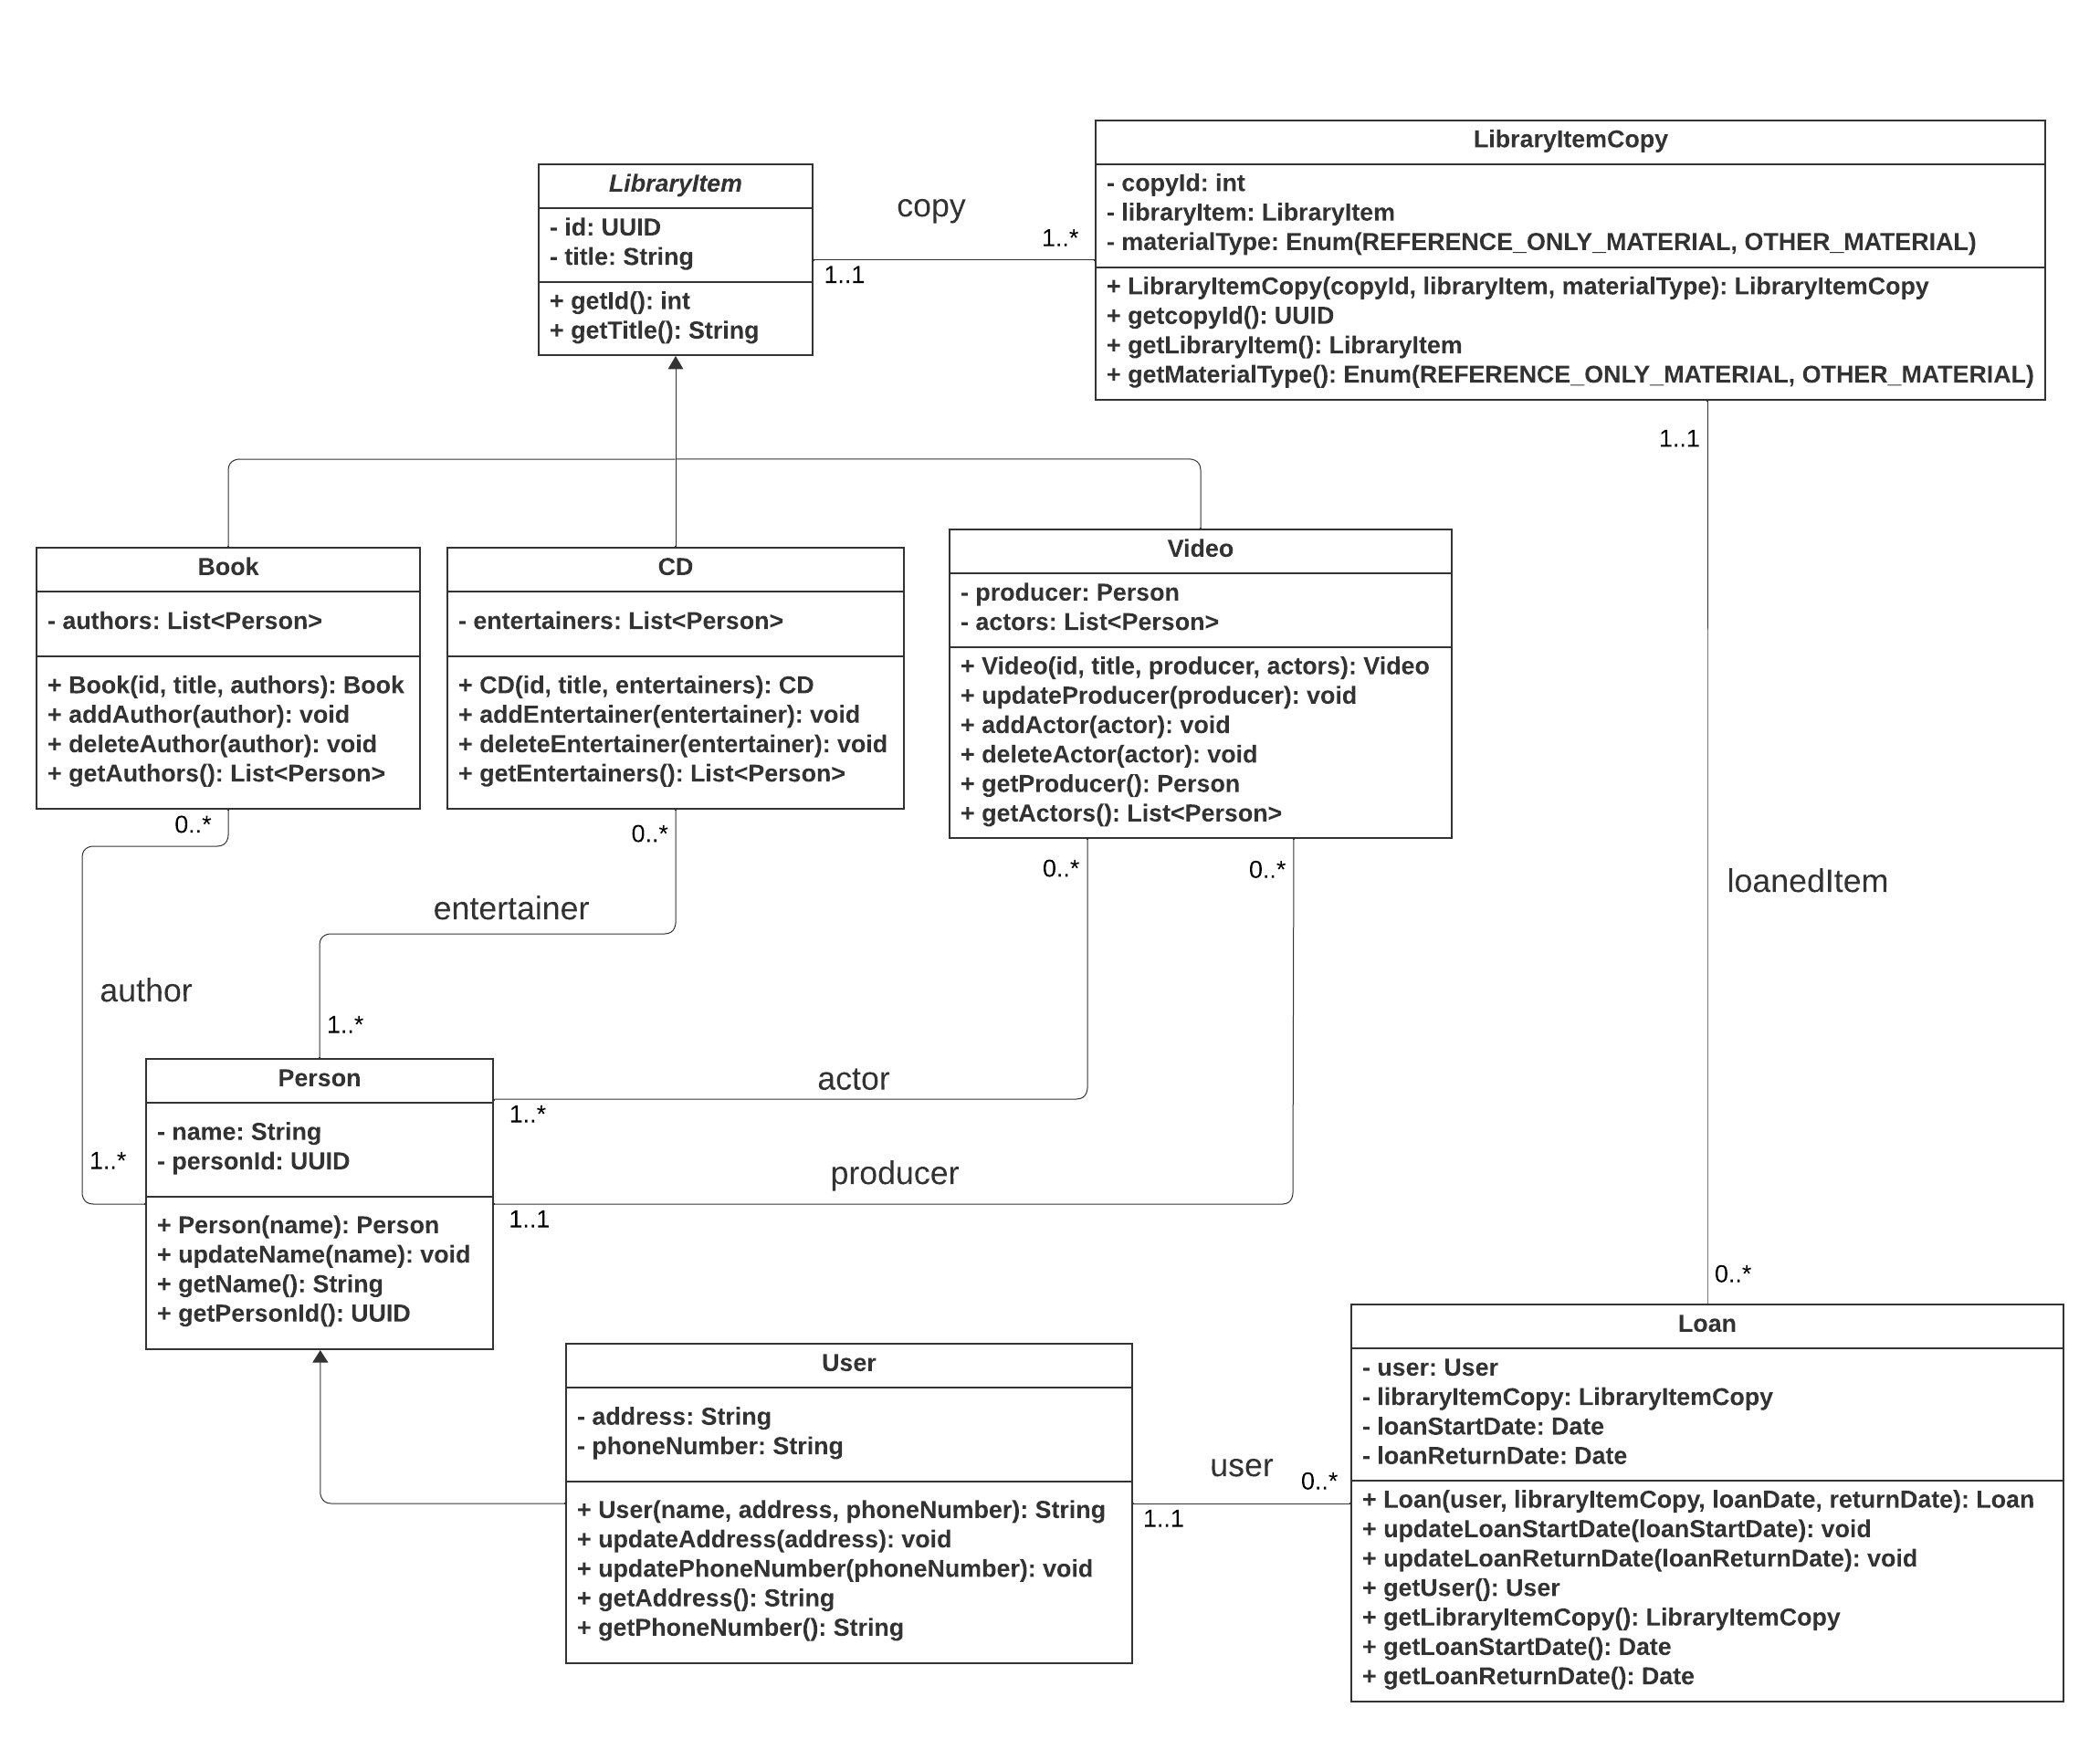 LibraryItem
- id: UUID
- title: String
+ getId(): int
+ getTitle(): String
copy
1..1
1..*
LibraryItemCopy
- copyId: int
- libraryItem: LibraryItem
- materialType: Enum(REFERENCE_ONLY_MATERIAL, OTHER_MATERIAL)
+ LibraryItemCopy(copyId, libraryItem, materialType): LibraryItemCopy
+ getcopyId(): UUID
+ getLibraryItem(): LibraryItem
+ getMaterialType(): Enum(REFERENCE_ONLY_MATERIAL, OTHER_MATERIAL)
1..1
Book
- authors: List<Person>
+ Book(id, title, authors): Book
+ addAuthor(author): void
+ deleteAuthor(author): void
+ getAuthors(): List<Person>
0..*
CD
- entertainers: List<Person>
+ CD(id, title, entertainers): CD
+ addEntertainer(entertainer): void
+ deleteEntertainer(entertainer): void
+ getEntertainers(): List<Person>
0..*
Video
- producer: Person
- actors: List<Person>
+ Video(id, title, producer, actors): Video
+ updateProducer(producer): void
+ addActor(actor): void
+ deleteActor(actor): void
+ getProducer(): Person
+ getActors(): List<Person>
0..*
0..*
loanedItem
entertainer
author
1..*
1..*
Person
- name: String
- personId: UUID
+ Person(name): Person
+ updateName(name): void
+ getName(): String
+ getPersonId(): UUID
actor
1..*
producer
1..1
0..*
User
- address: String
- phoneNumber: String
+ User(name, address, phoneNumber): String
+ updateAddress(address): void
+ updatePhoneNumber(phoneNumber): void
+ getAddress(): String
+ getPhoneNumber(): String
user
1..1
0..*
Loan
- user: User
- libraryItemCopy: LibraryItemCopy
- loanStartDate: Date
- loanReturnDate: Date
+ Loan(user, libraryItemCopy, loanDate, returnDate): Loan
+ updateLoanStartDate(loanStartDate): void
+ updateLoanReturnDate(loanReturnDate): void
+ getUser(): User
+ getLibraryItemCopy(): LibraryItemCopy
+ getLoanStartDate(): Date
+ getLoanReturnDate(): Date